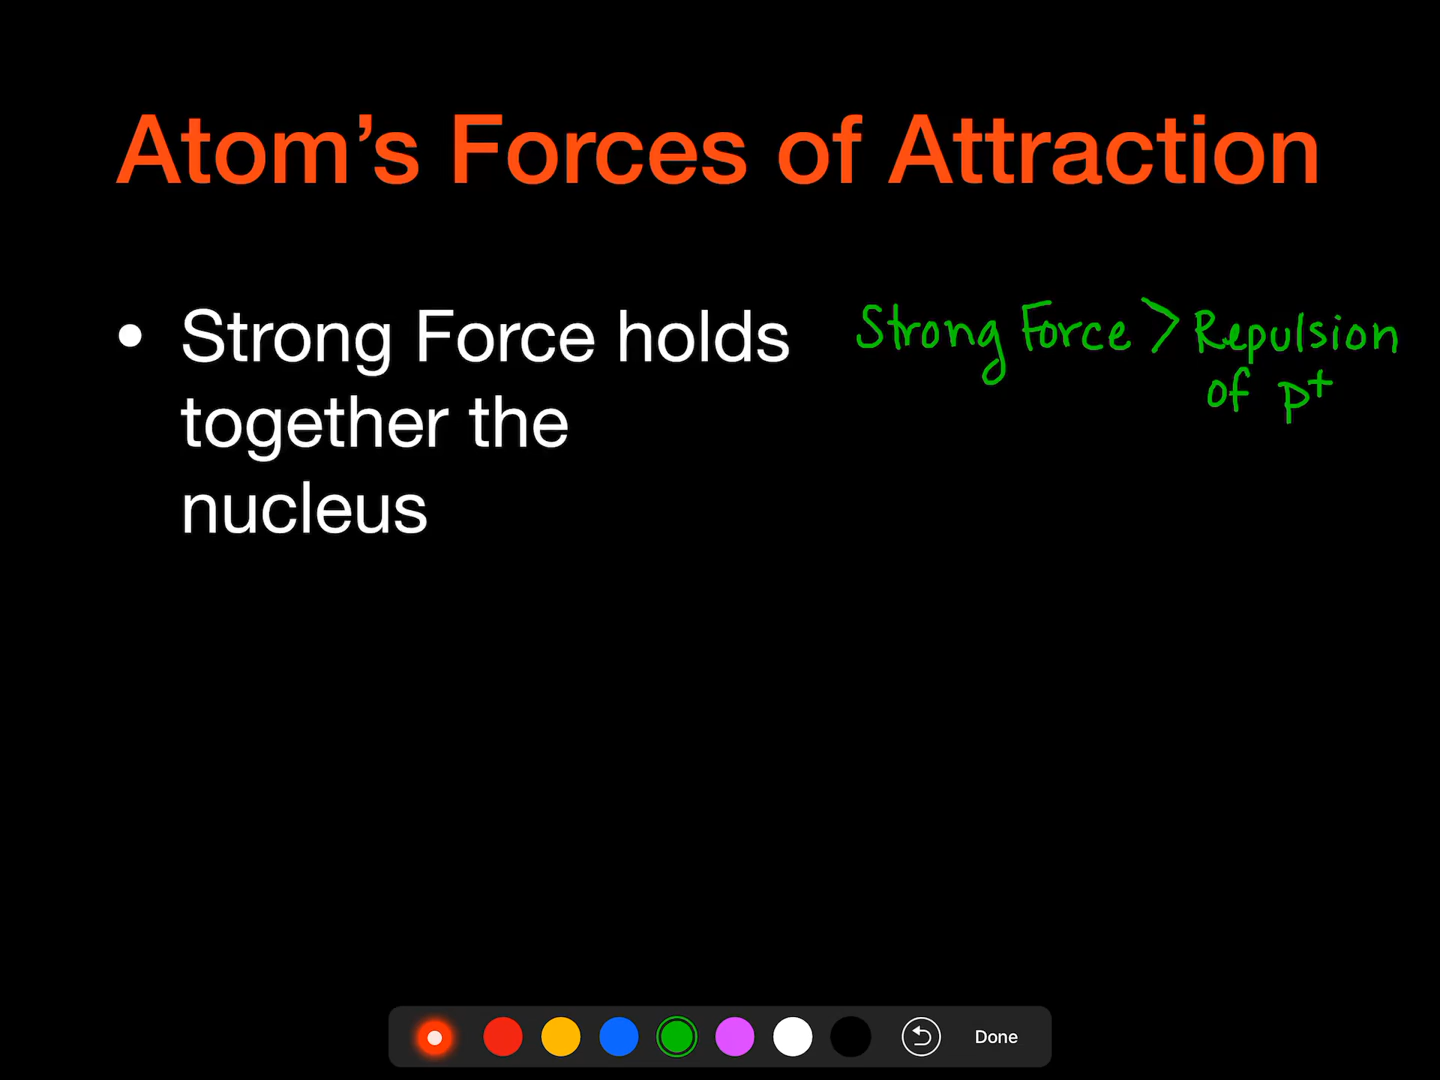 Atom’s Forces of Attraction
• Strong Force holds
together the
nucleus
Strong Force > Repulsion
of p⁺
Done